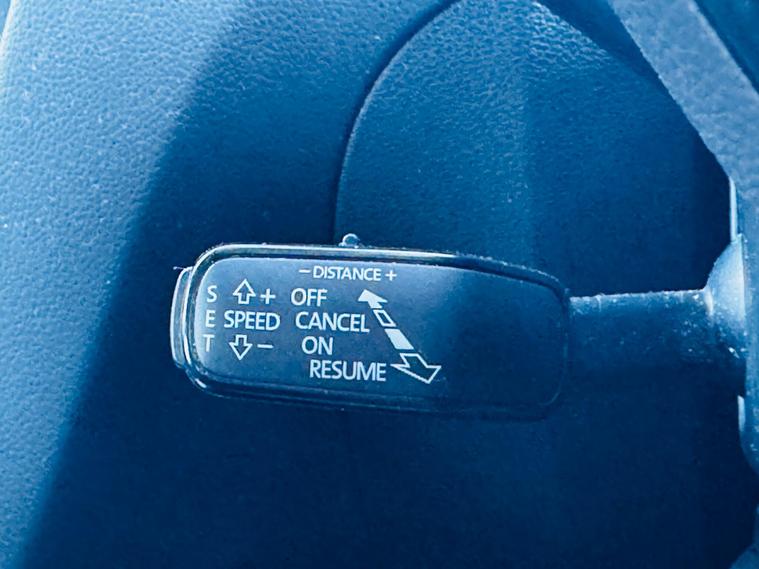 − DISTANCE +
S + OFF
E SPEED CANCEL
T − ON
RESUME